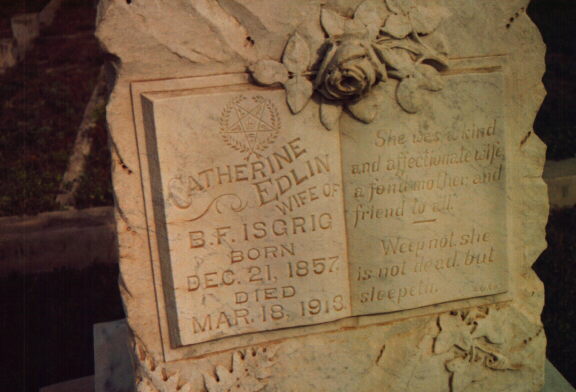 CATHERINE
EDLIN
WIFE OF
B.F. ISGRIG
BORN
DEC. 21, 1857.
DIED
MAR. 18, 1913.
She was a kind
and affectionate wife,
a fond mother and
friend to all.
Weep not, she
is not dead, but
sleepeth.